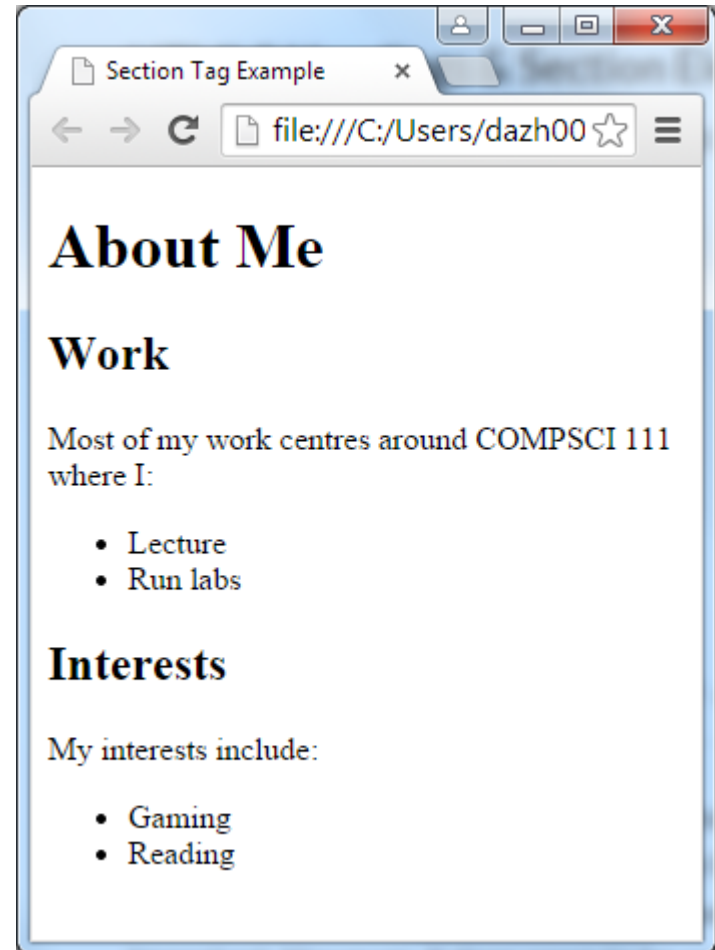 Section Tag Example
file:///C:/Users/dazh00
About Me
Work
Most of my work centres around COMPSCI 111
where I:
Lecture
Run labs
Interests
My interests include:
Gaming
Reading